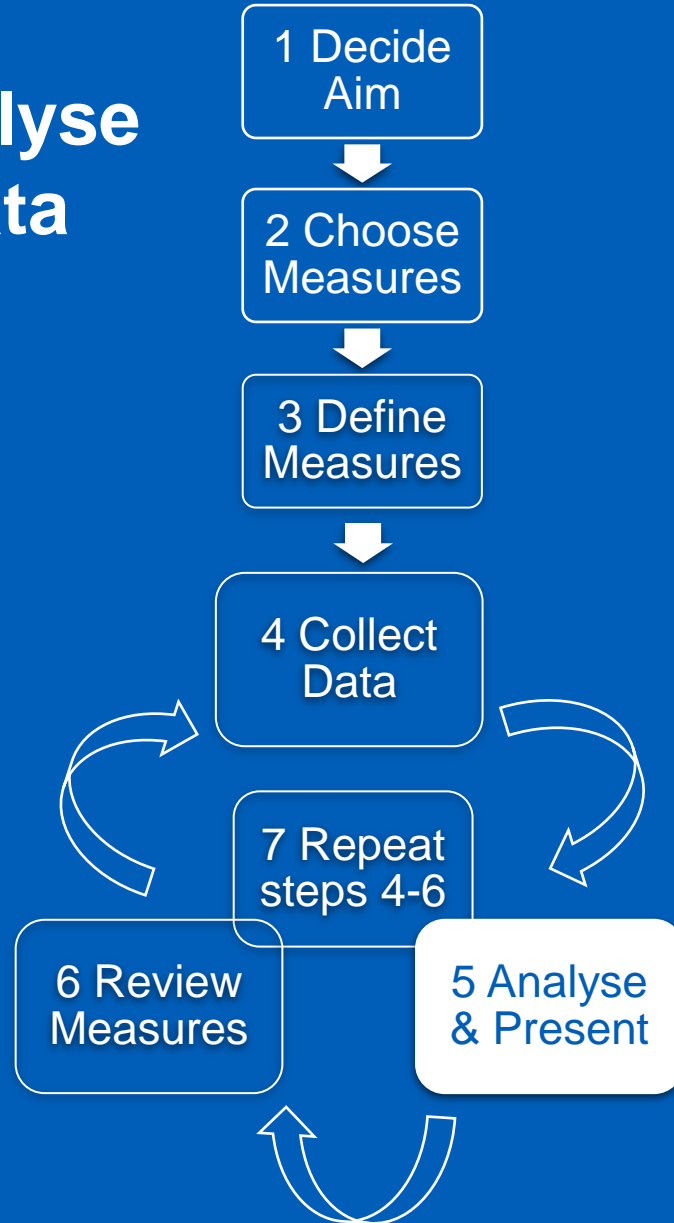 lyse
ta
1 Decide
Aim
2 Choose
Measures
3 Define
Measures
4 Collect
Data
7 Repeat
steps 4-6
6 Review
Measures
5 Analyse
& Present